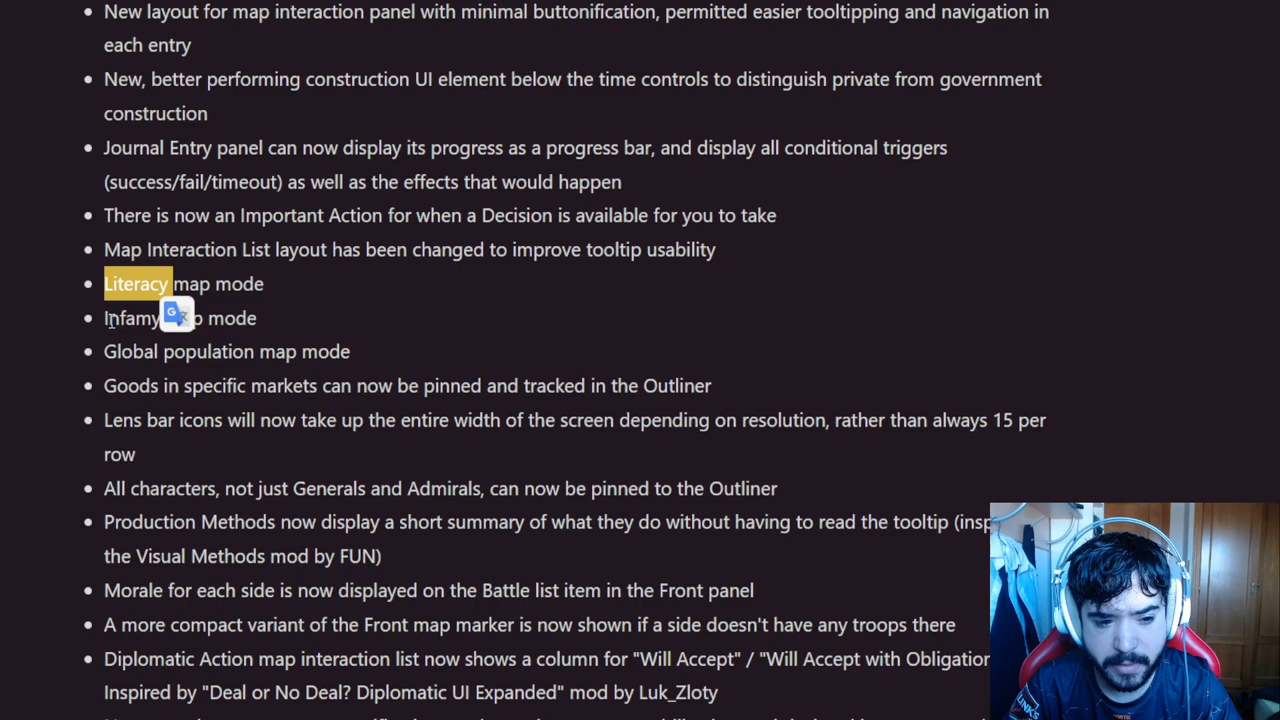 New layout for map interaction panel with minimal buttonification, permitted easier tooltipping and navigation in
each entry
New, better performing construction UI element below the time controls to distinguish private from government
construction
Journal Entry panel can now display its progress as a progress bar, and display all conditional triggers
(success/fail/timeout) as well as the effects that would happen
There is now an Important Action for when a Decision is available for you to take
Map Interaction List layout has been changed to improve tooltip usability
Literacy map mode
Infamy mode
Global population map mode
Goods in specific markets can now be pinned and tracked in the Outliner
Lens bar icons will now take up the entire width of the screen depending on resolution, rather than always 15 per
row
All characters, not just Generals and Admirals, can now be pinned to the Outliner
Production Methods now display a short summary of what they do without having to read the tooltip
the Visual Methods mod by FUN)
Morale for each side is now displayed on the Battle list item in the Front panel
A more compact variant of the Front map marker is now shown if a side doesn't have any troops there
Diplomatic Action map interaction list now shows a column for "Will Accept" / "Will Accept with Obligation
Inspired by "Deal or No Deal? Diplomatic UI Expanded" mod by Luk_Zloty